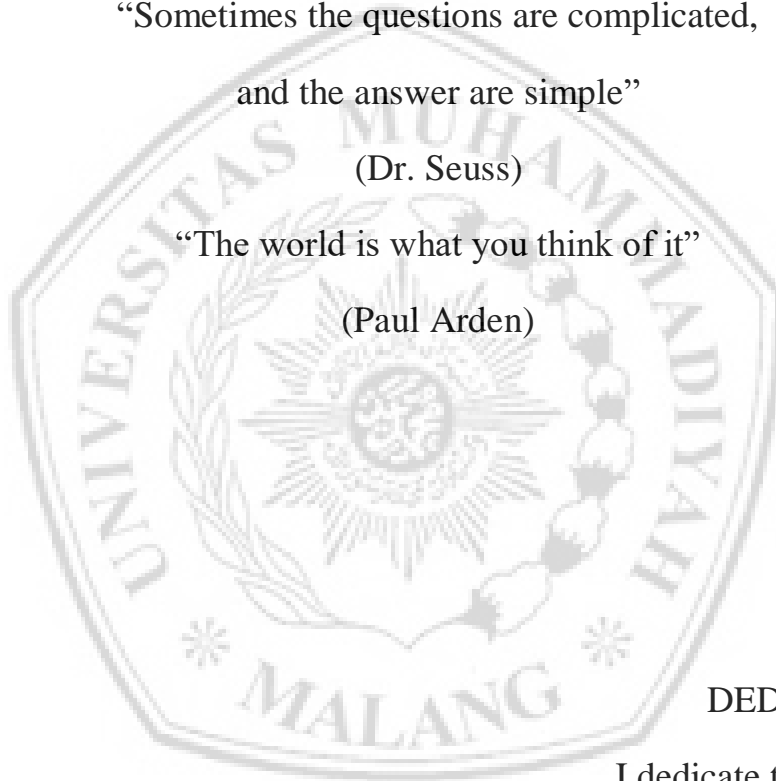 “Sometimes the questions are complicated,
and the answer are simple”
(Dr. Seuss)
“The world is what you think of it”
(Paul Arden)
UNIVERSITAS MUHAMMADIYAH
MALANG
DED
I dedicate t